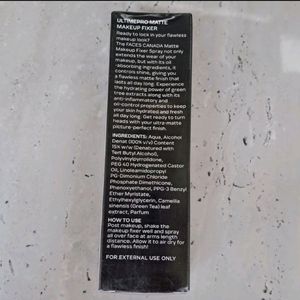 ULTIMEPRO MATTE
MAKEUP FIXER
Ready to lock in your flawless
makeup look?
The FACES CANADA Matte
Makeup Fixer Spray not only
extends the wear of your
makeup, but with its oil
-absorbing ingredients, it
controls shine, giving you
a flawless matte finish that
lasts all day long. Experience
the hydrating power of green
tree extracts along with its
anti-inflammatory and
oil-control properties to keep
your skin hydrated and fresh
all day long. Get ready to turn
heads with your ultra-matte
picture-perfect finish.
INGREDIENTS: Aqua, Alcohol
Denat (100% v/v) Content
15% w/w (Denatured with
Tert Butyl Alcohol),
Polyvinylpyrrolidone,
PEG 40 Hydrogenated Castor
Oil, Linoleamidopropyl
PG-Dimonium Chloride
Phosphate Dimethicone,
Phenoxyethanol, PPG-3 Benzyl
Ether Myristate,
Ethylhexylglycerin, Camellia
sinensis (Green Tea) leaf
extract, Parfum
HOW TO USE
Post makeup, shake the
makeup fixer well and spray
all over face at arms length
distance. Allow it to air dry for
a flawless finish!
FOR EXTERNAL USE ONLY